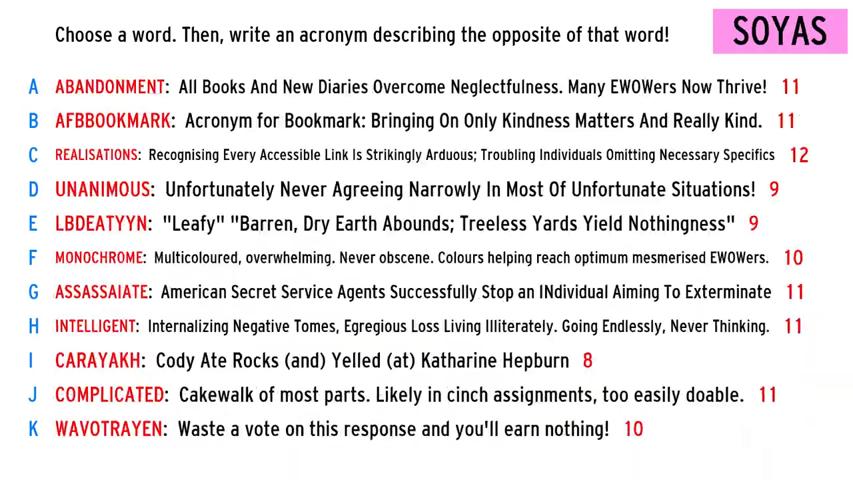 Choose a word. Then, write an acronym describing the opposite of that word!
SOYAS
A ABANDONMENT: All Books And New Diaries Overcome Neglectfulness. Many EWOWers Now Thrive! 11
B AFBBOOKMARK: Acronym for Bookmark: Bringing On Only Kindness Matters And Really Kind. 11
C REALISATIONS: Recognising Every Accessible Link Is Strikingly Arduous; Troubling Individuals Omitting Necessary Specifics 12
D UNANIMOUS: Unfortunately Never Agreeing Narrowly In Most Of Unfortunate Situations! 9
E LBDEATYYN: "Leafy" "Barren, Dry Earth Abounds; Treeless Yards Yield Nothingness" 9
F MONOCHROME: Multicoloured, overwhelming. Never obscene. Colours helping reach optimum mesmerised EWOWers. 10
G ASSASSAIATE: American Secret Service Agents Successfully Stop an INdividual Aiming To Exterminate 11
H INTELLIGENT: Internalizing Negative Tomes, Egregious Loss Living Illiterately. Going Endlessly, Never Thinking. 11
I CARAYAKH: Cody Ate Rocks (and) Yelled (at) Katharine Hepburn 8
J COMPLICATED: Cakewalk of most parts. Likely in cinch assignments, too easily doable. 11
K WAVOTRAYEN: Waste a vote on this response and you'll earn nothing! 10